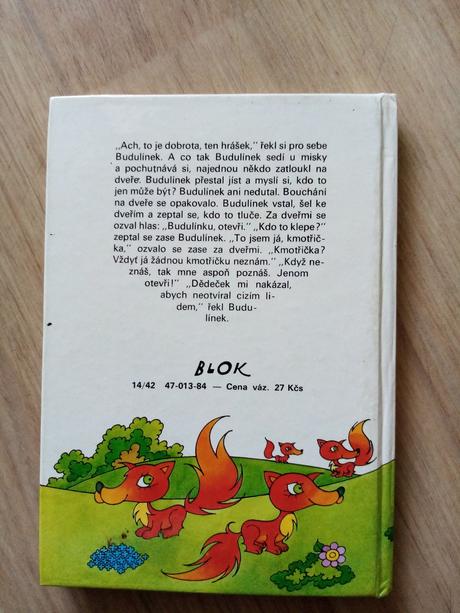 „Ach, to je dobrota, ten hrášek,” řekl si pro sebe
Budulínek. A co tak Budulínek sedí u misky
a pochutnává si, najednou někdo zatloukl na
dveře. Budulínek přestal jíst a myslí si, kdo to
jen může být? Budulínek ani nedutal. Bouchání
na dveře se opakovalo. Budulínek vstal, šel ke
dveřím a zeptal se, kdo to tluče. Za dveřmi se
ozval hlas: „Budulínku, otevři.” „Kdo to klepe?”
zeptal se zase Budulínek. „To jsem já, kmotřič-
ka,” ozvalo se zase za dveřmi. „Kmotřička?
Vždyť já žádnou kmotřičku neznám.” „Když ne-
znáš, tak mne aspoň poznáš. Jenom
otevři!” „Dědeček mi nakázal,
abych neotvíral cizím li-
dem,” řekl Budu-
línek.
BLOK
14/42 47-013-84 — Cena váz. 27 Kčs